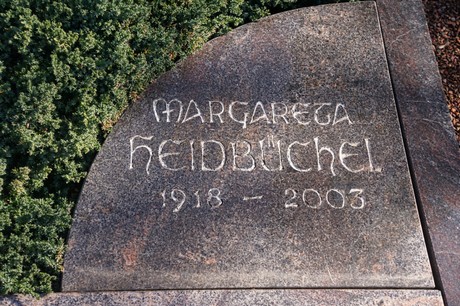 MARGARETA
HEIDBÜCHEL
1918 – 2003